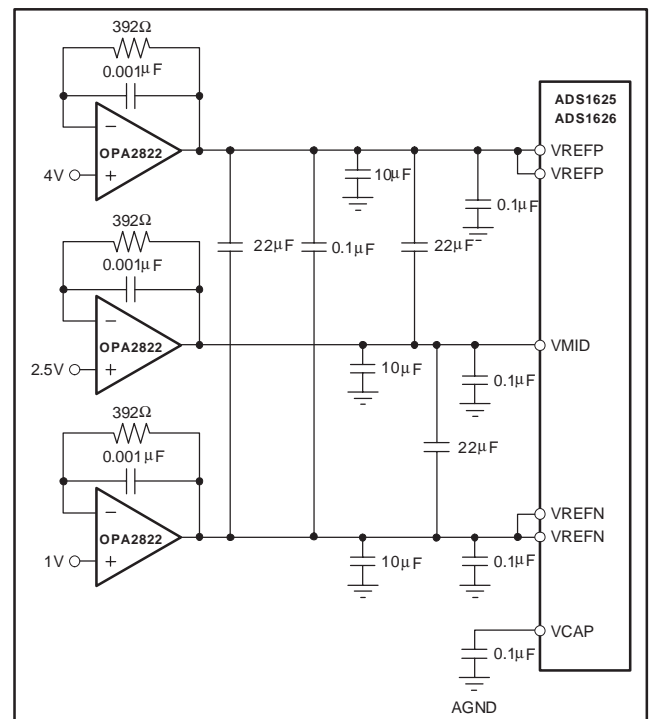 392Ω
0.001μF
OPA2822
4V
ADS1625
ADS1626
VREFP
VREFP
10μF
0.1μF
392Ω
0.001μF
22μF
0.1μF
22μF
OPA2822
2.5V
VMID
10μF
0.1μF
392Ω
0.001μF
22μF
OPA2822
1V
VREFN
VREFN
10μF
0.1μF
VCAP
0.1μF
AGND